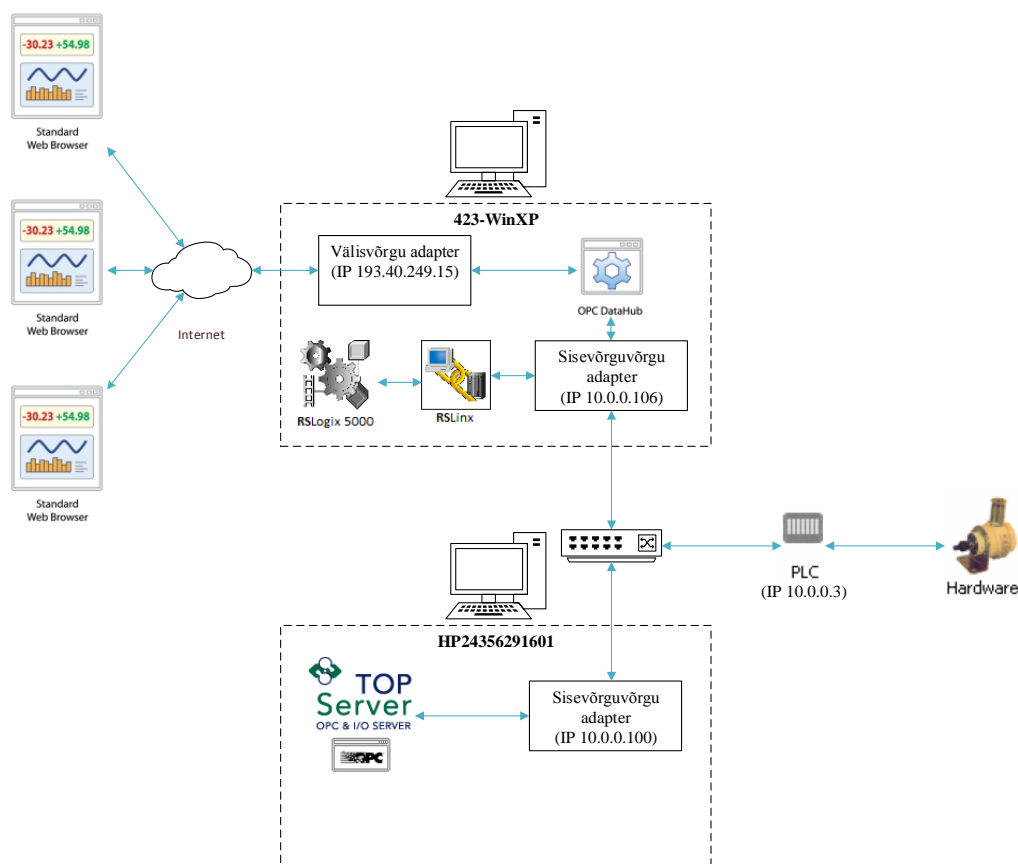 -30.23 +54.98
Standard
Web Browser
-30.23 +54.98
Standard
Web Browser
-30.23 +54.98
Standard
Web Browser
Internet
423-WinXP
Välisvõrgu adapter
(IP 193.40.249.15)
OPC DataHub
RSLogix 5000
RSLinx
Sisevõrguvõrgu
adapter
(IP 10.0.0.106)
PLC
(IP 10.0.0.3)
Hardware
HP24356291601
TOP
Server
OPC & I/O SERVER
OPC
Sisevõrguvõrgu
adapter
(IP 10.0.0.100)